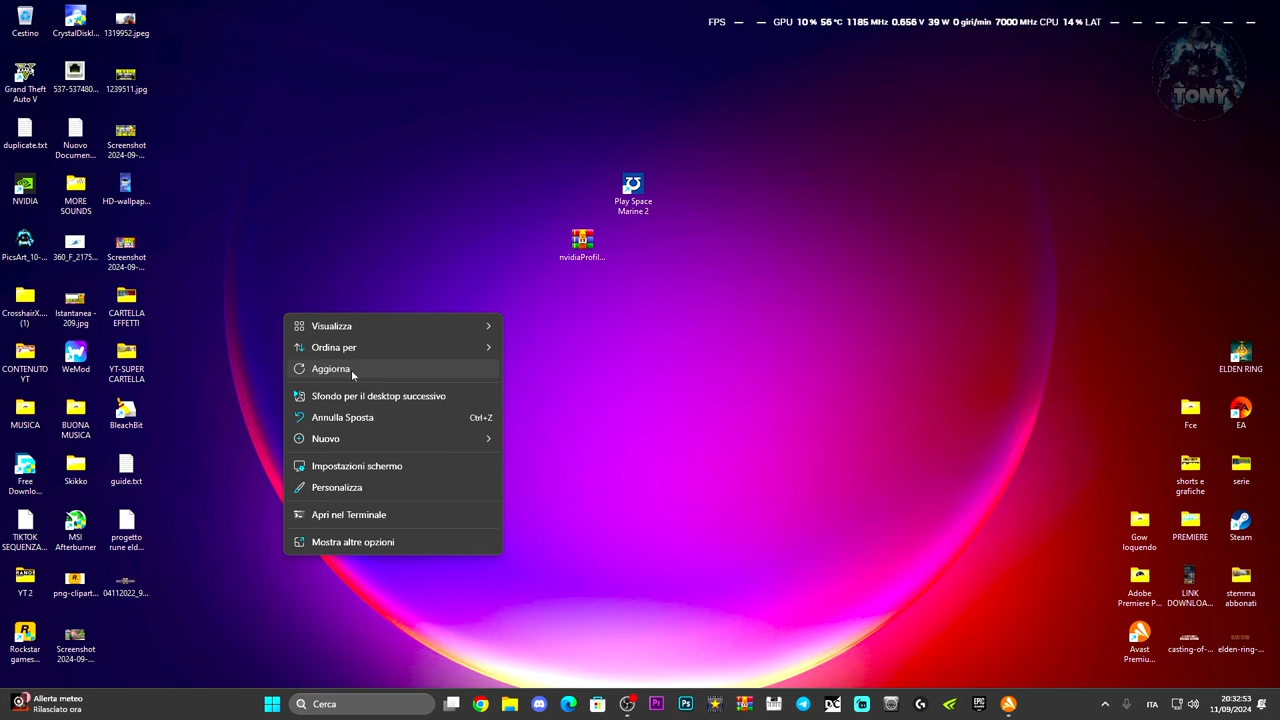 FPS — — GPU 10 % 56 °C 1185 MHz 0.656 V 39 W 0 giri/min 7000 MHz CPU 14 % LAT — — — — — — —
TONY
Cestino
CrystalDiskI...
1319952.jpeg
Grand Theft
Auto V
537-537480...
1239511.jpg
duplicate.txt
Nuovo
Documen...
Screenshot
2024-09-...
NVIDIA
MORE
SOUNDS
HD-wallpap...
PicsArt_10-...
360_F_2175...
Screenshot
2024-09-...
CrosshairX....
(1)
Istantanea -
209.jpg
CARTELLA
EFFETTI
CONTENUTO
YT
WeMod
YT-SUPER
CARTELLA
MUSICA
BUONA
MUSICA
BleachBit
Free
Downlo...
Skikko
guide.txt
TIKTOK
SEQUENZA...
MSI
Afterburner
progetto
rune eld...
YT 2
png-clipart...
04112022_9...
Rockstar
games...
Screenshot
2024-09-...
Play Space
Marine 2
nvidiaProfil...
Visualizza
Ordina per
Aggiorna
Sfondo per il desktop successivo
Annulla Sposta Ctrl+Z
Nuovo
Impostazioni schermo
Personalizza
Apri nel Terminale
Mostra altre opzioni
ELDEN RING
Fce
EA
shorts e
grafiche
serie
Gow
loquendo
PREMIERE
Steam
Adobe
Premiere P...
LINK
DOWNLOA...
stemma
abbonati
Avast
Premiu...
casting-of-...
elden-ring-...
Allerta meteo
Rilasciato ora
Cerca
ITA
20:32:53
11/09/2024